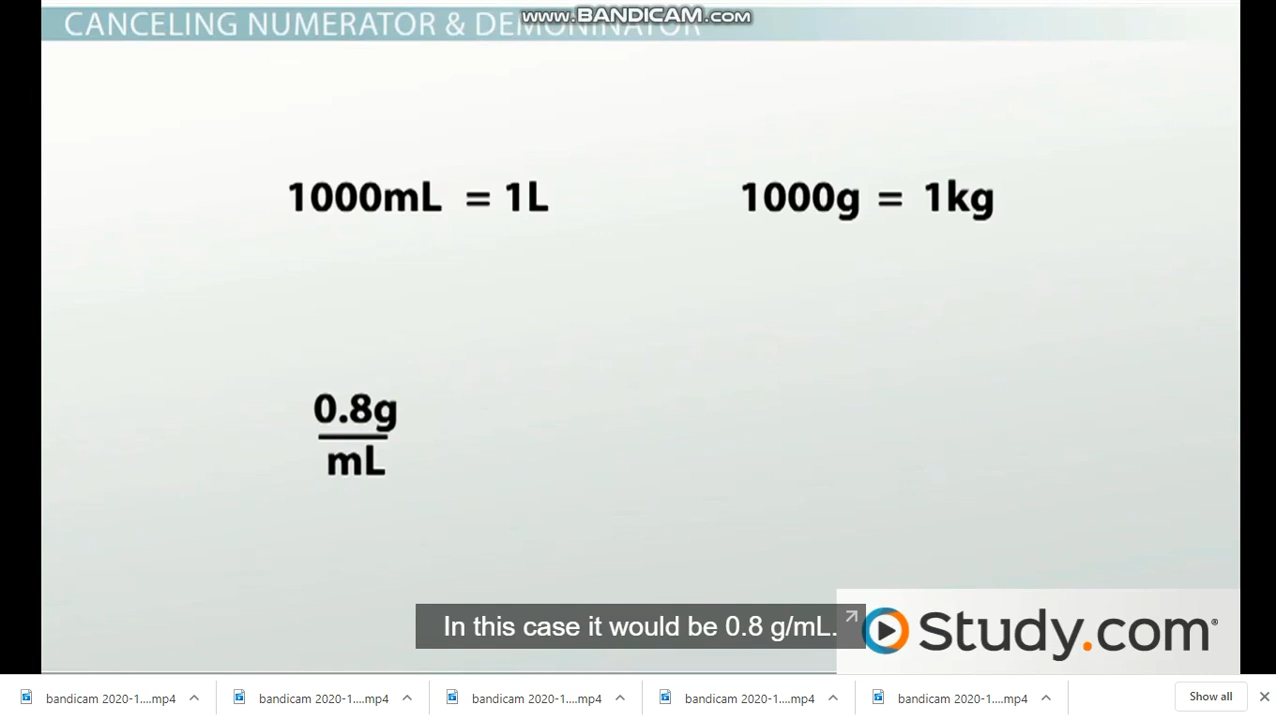 www.BANDICAM.com
CANCELING NUMERATOR & DEMONINATOR
1000mL = 1L 1000g = 1kg
0.8g
mL
In this case it would be 0.8 g/mL.
Study.com®
bandicam 2020-1....mp4 bandicam 2020-1....mp4 bandicam 2020-1....mp4 bandicam 2020-1....mp4 bandicam 2020-1....mp4 Show all